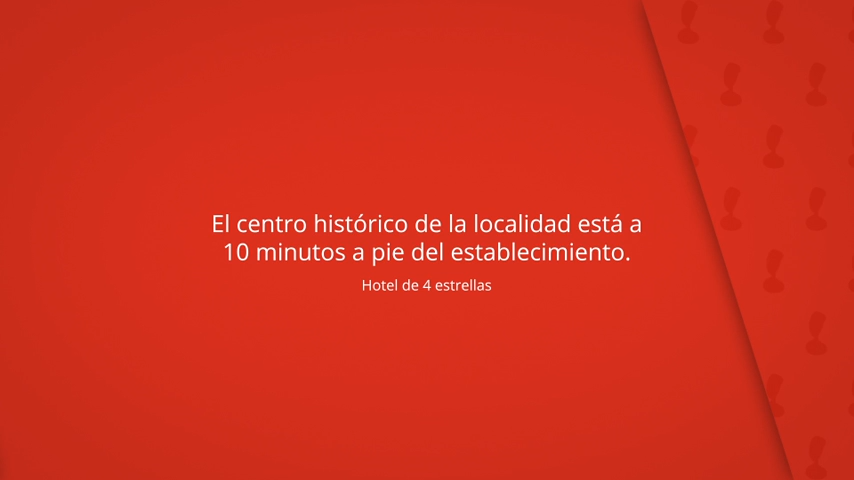 El centro histórico de la localidad está a
10 minutos a pie del establecimiento.
Hotel de 4 estrellas